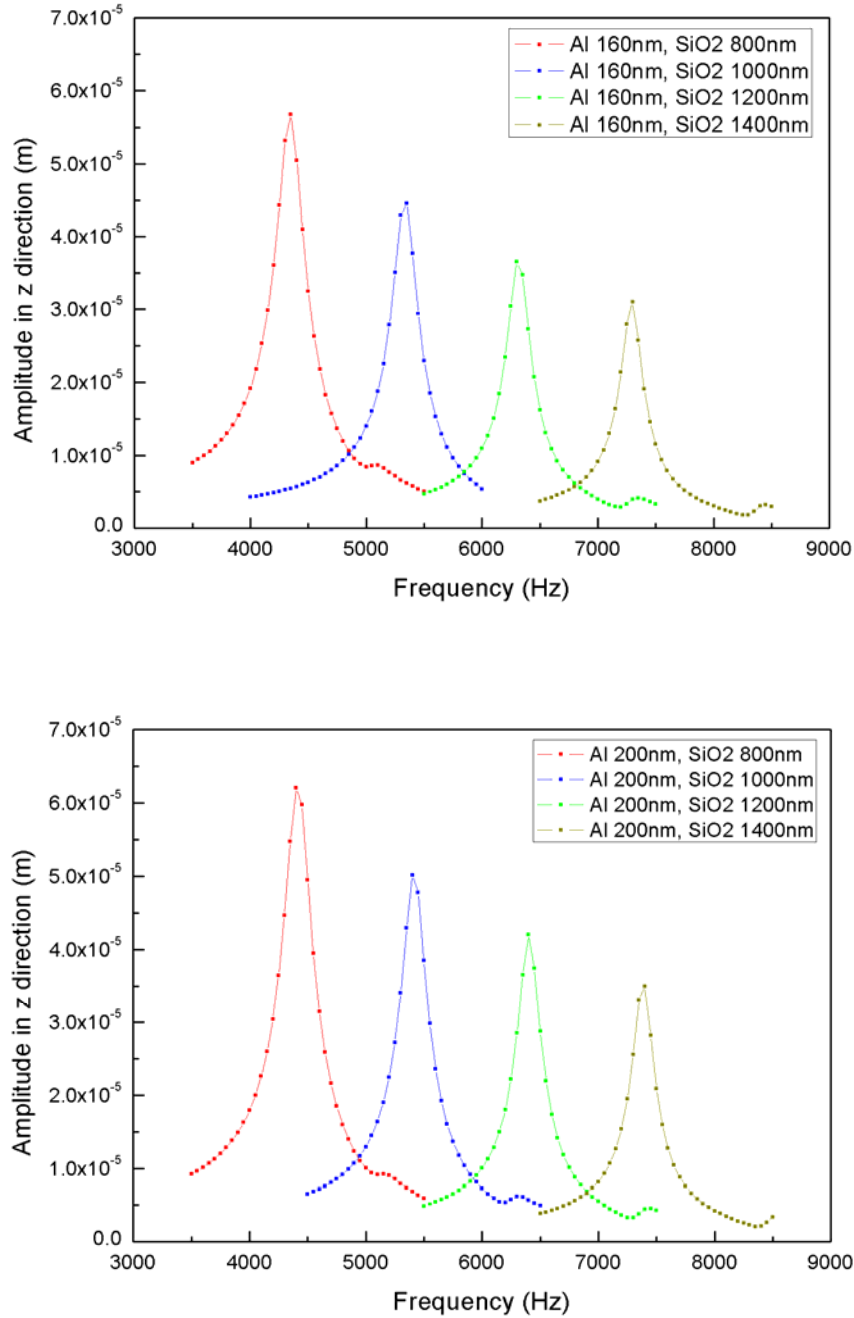 7.0x10⁻⁵
6.0x10⁻⁵
5.0x10⁻⁵
4.0x10⁻⁵
3.0x10⁻⁵
2.0x10⁻⁵
1.0x10⁻⁵
0.0
Amplitude in z direction (m)
Al 160nm, SiO2 800nm
Al 160nm, SiO2 1000nm
Al 160nm, SiO2 1200nm
Al 160nm, SiO2 1400nm
3000 4000 5000 6000 7000 8000 9000
Frequency (Hz)
7.0x10⁻⁵
6.0x10⁻⁵
5.0x10⁻⁵
4.0x10⁻⁵
3.0x10⁻⁵
2.0x10⁻⁵
1.0x10⁻⁵
0.0
Amplitude in z direction (m)
Al 200nm, SiO2 800nm
Al 200nm, SiO2 1000nm
Al 200nm, SiO2 1200nm
Al 200nm, SiO2 1400nm
3000 4000 5000 6000 7000 8000 9000
Frequency (Hz)